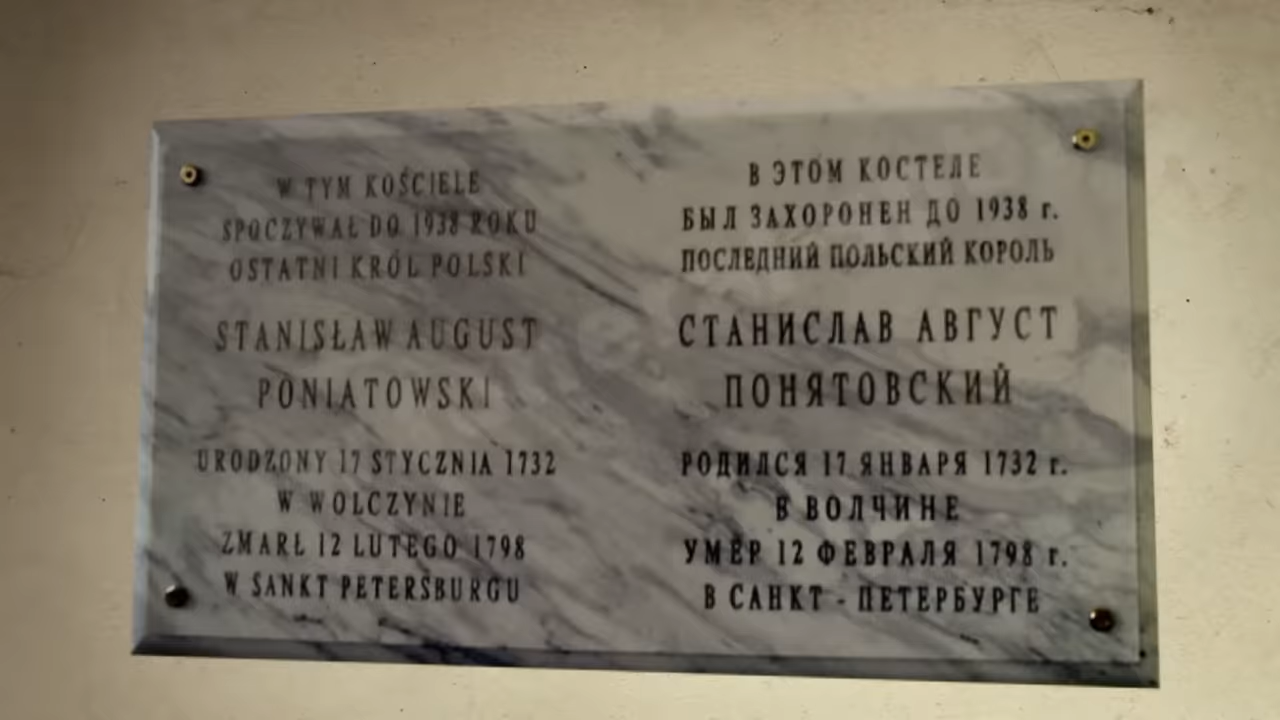 W TYM KOŚCIELE
SPOCZYWAŁ DO 1938 ROKU
OSTATNI KRÓL POLSKI
STANISŁAW AUGUST
PONIATOWSKI
URODZONY 17 STYCZNIA 1732
W WOLCZYNIE
ZMARŁ 12 LUTEGO 1798
W SANKT PETERSBURGU
В ЭТОМ КОСТЕЛЕ
БЫЛ ЗАХОРОНЕН ДО 1938 г.
ПОСЛЕДНИЙ ПОЛЬСКИЙ КОРОЛЬ
СТАНИСЛАВ АВГУСТ
ПОНЯТОВСКИЙ
РОДИЛСЯ 17 ЯНВАРЯ 1732 г.
В ВОЛЧИНЕ
УМЕР 12 ФЕВРАЛЯ 1798 г.
В САНКТ - ПЕТЕРБУРГЕ